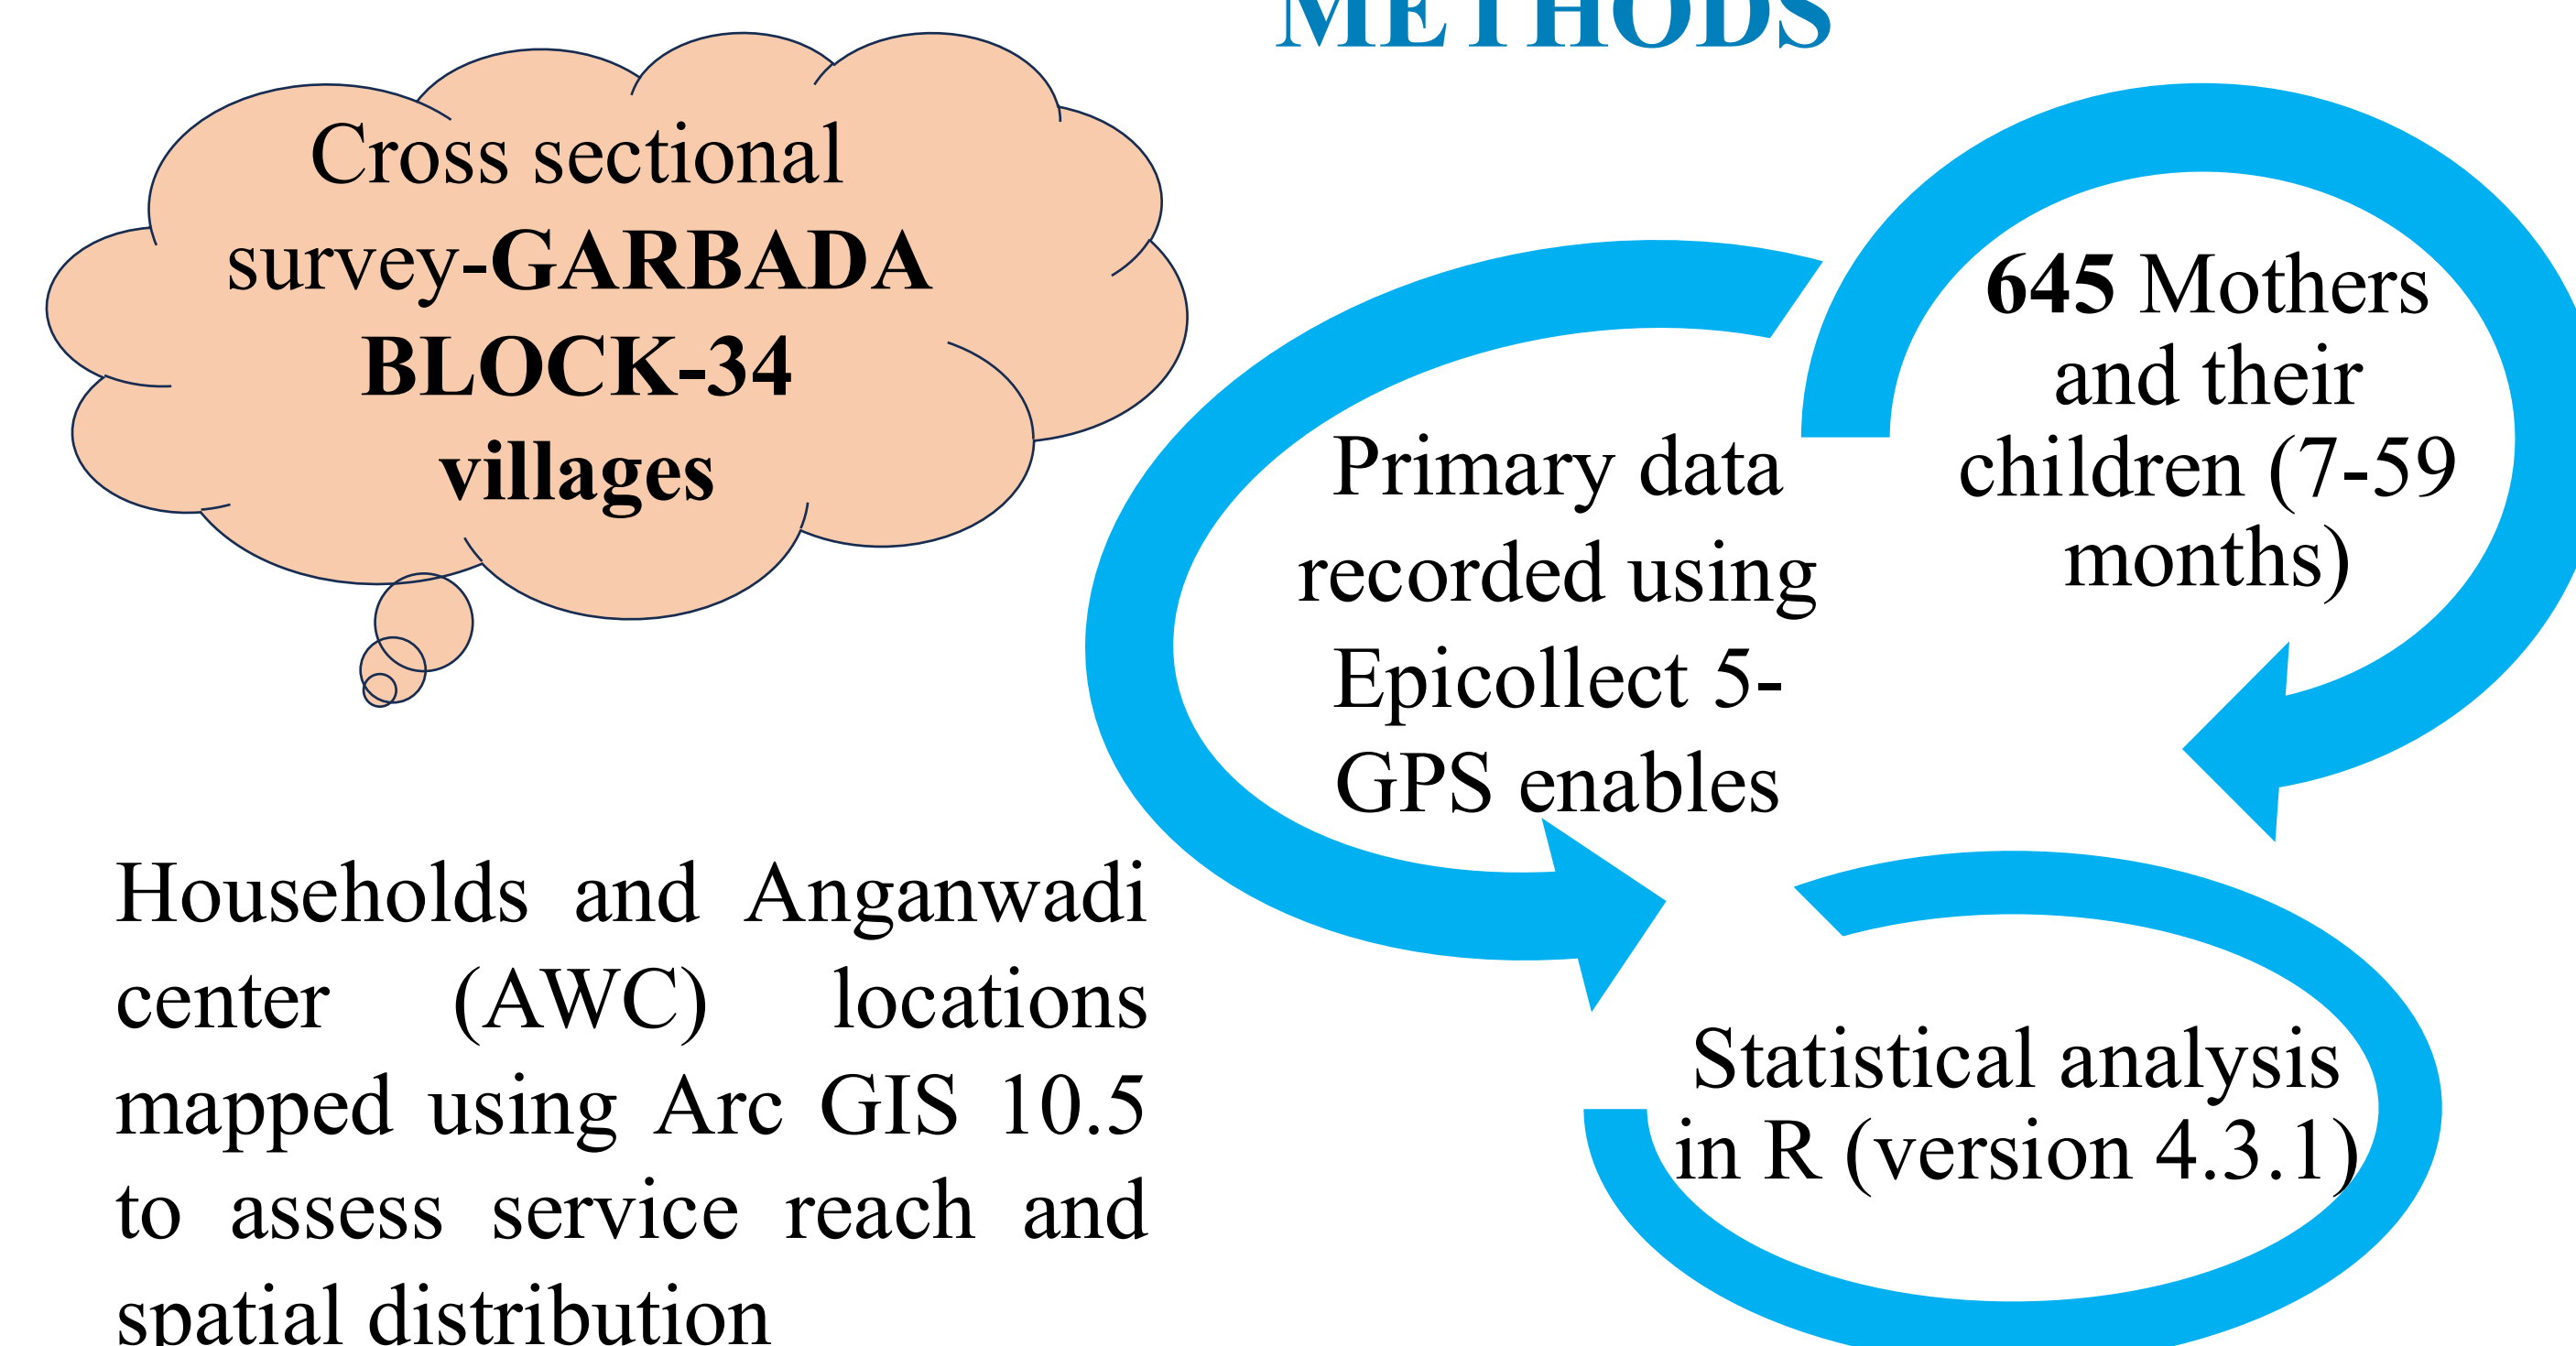 METHODS
Cross sectional
survey-GARBADA
BLOCK-34
villages
645 Mothers
and their
children (7-59
months)
Primary data
recorded using
Epicollect 5-
GPS enables
Statistical analysis
in R (version 4.3.1)
Households and Anganwadi
center (AWC) locations
mapped using Arc GIS 10.5
to assess service reach and
spatial distribution